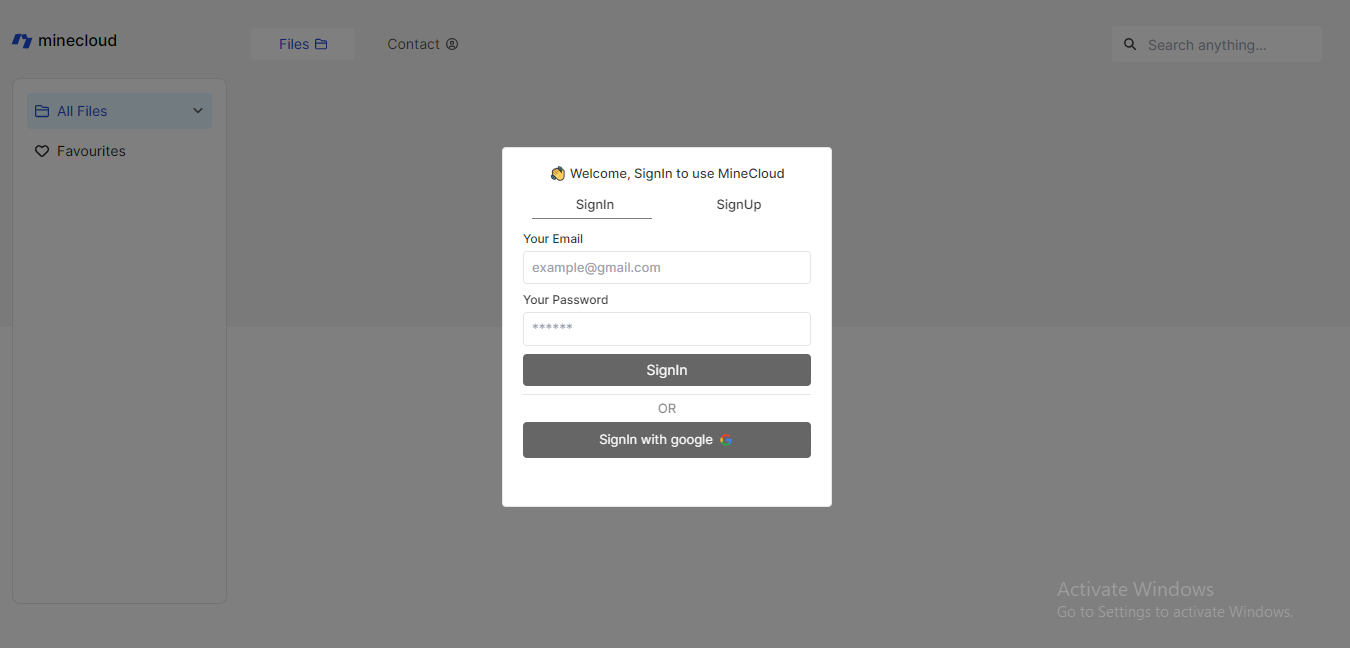 minecloud
Files
Contact
Search anything...
All Files
Favourites
👋 Welcome, SignIn to use MineCloud
SignIn SignUp
Your Email
example@gmail.com
Your Password
******
SignIn
OR
SignIn with google
Activate Windows
Go to Settings to activate Windows.